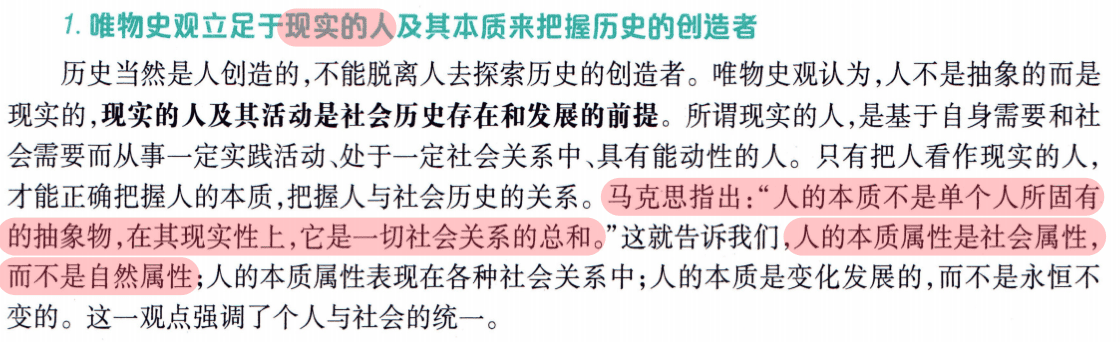 1. 唯物史观立足于现实的人及其本质来把握历史的创造者
历史当然是人创造的,不能脱离人去探索历史的创造者。唯物史观认为,人不是抽象的而是
现实的,现实的人及其活动是社会历史存在和发展的前提。所谓现实的人,是基于自身需要和社
会需要而从事一定实践活动、处于一定社会关系中、具有能动性的人。只有把人看作现实的人,
才能正确把握人的本质,把握人与社会历史的关系。马克思指出:“人的本质不是单个人所固有
的抽象物,在其现实性上,它是一切社会关系的总和。”这就告诉我们,人的本质属性是社会属性,
而不是自然属性;人的本质属性表现在各种社会关系中;人的本质是变化发展的,而不是永恒不
变的。这一观点强调了个人与社会的统一。